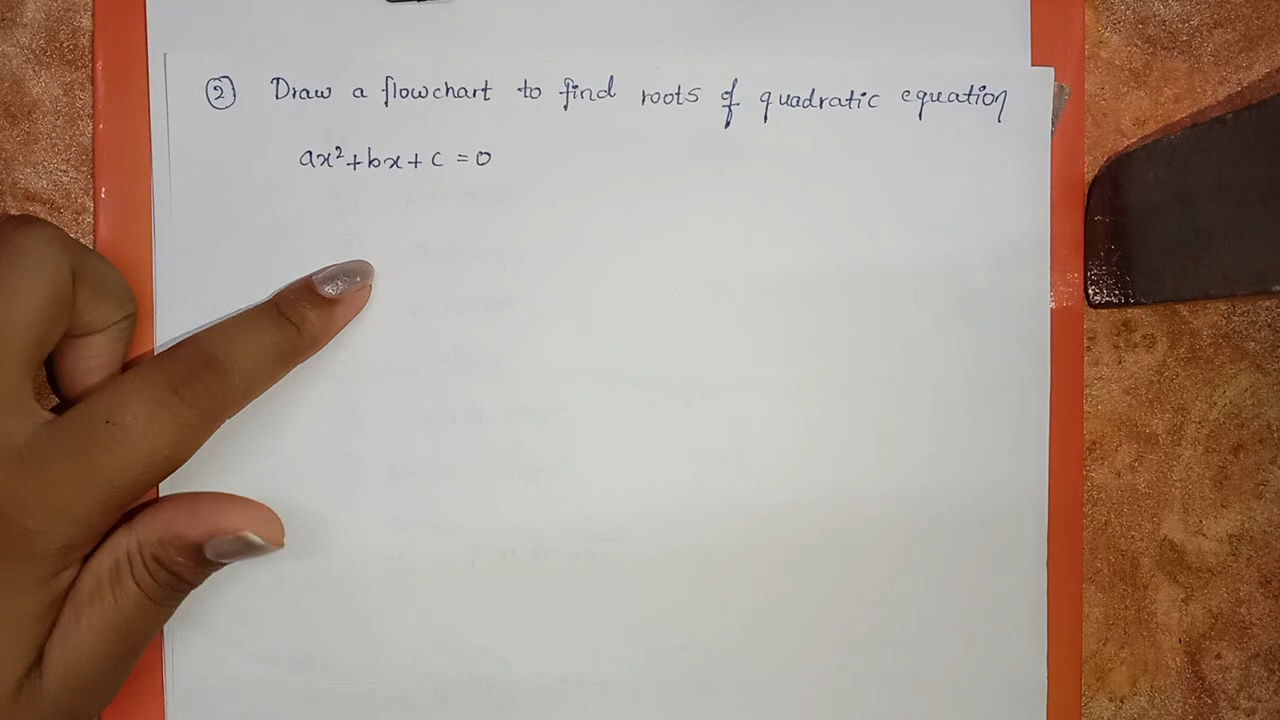 ② Draw a flowchart to find roots of quadratic equation
ax²+bx+c=0